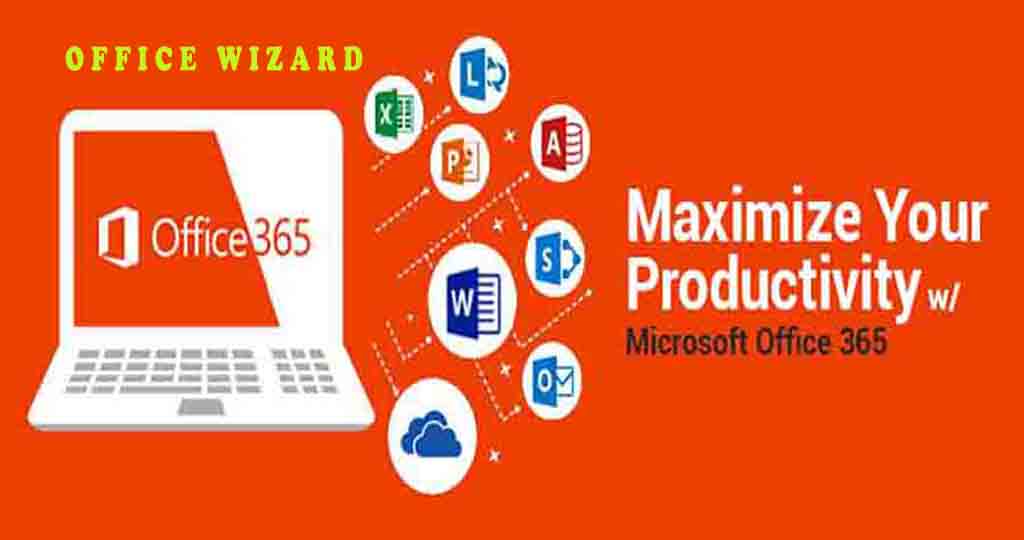 OFFICE WIZARD
Office 365
X
L
P
A
S
W
O
Maximize Your
Productivity w/
Microsoft Office 365